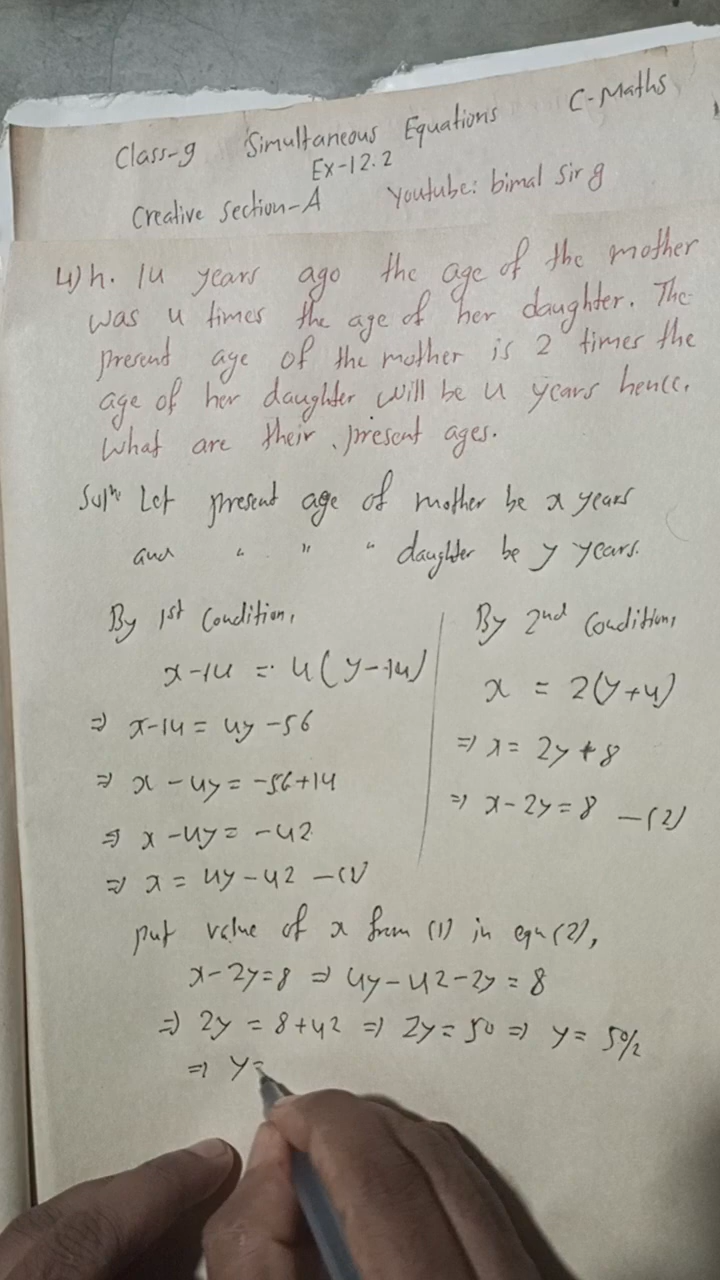 Class-9 Simultaneous Equations C-Maths
Ex-12.2
Creative Section-A Youtube: bimal Sir g
4) h. 14 years ago the age of the mother
was 4 times the age of her daughter. The
present age of the mother is 2 times the
age of her daughter will be 4 years hence.
What are their present ages.
Solⁿ Let present age of mother be x years
and " " " daughter be y years.
By 1st Condition,
x-14 = 4(y-14)
⇒ x-14 = 4y -56
⇒ x - 4y = -56+14
⇒ x - 4y = -42
⇒ x = 4y - 42 —(1)
By 2nd Condition,
x = 2(y+4)
⇒ x = 2y + 8
⇒ x - 2y = 8 —(2)
put value of x from (1) in eqn (2),
x-2y=8 ⇒ 4y-42-2y = 8
⇒ 2y = 8+42 ⇒ 2y = 50 ⇒ y = 50/2
⇒ y=